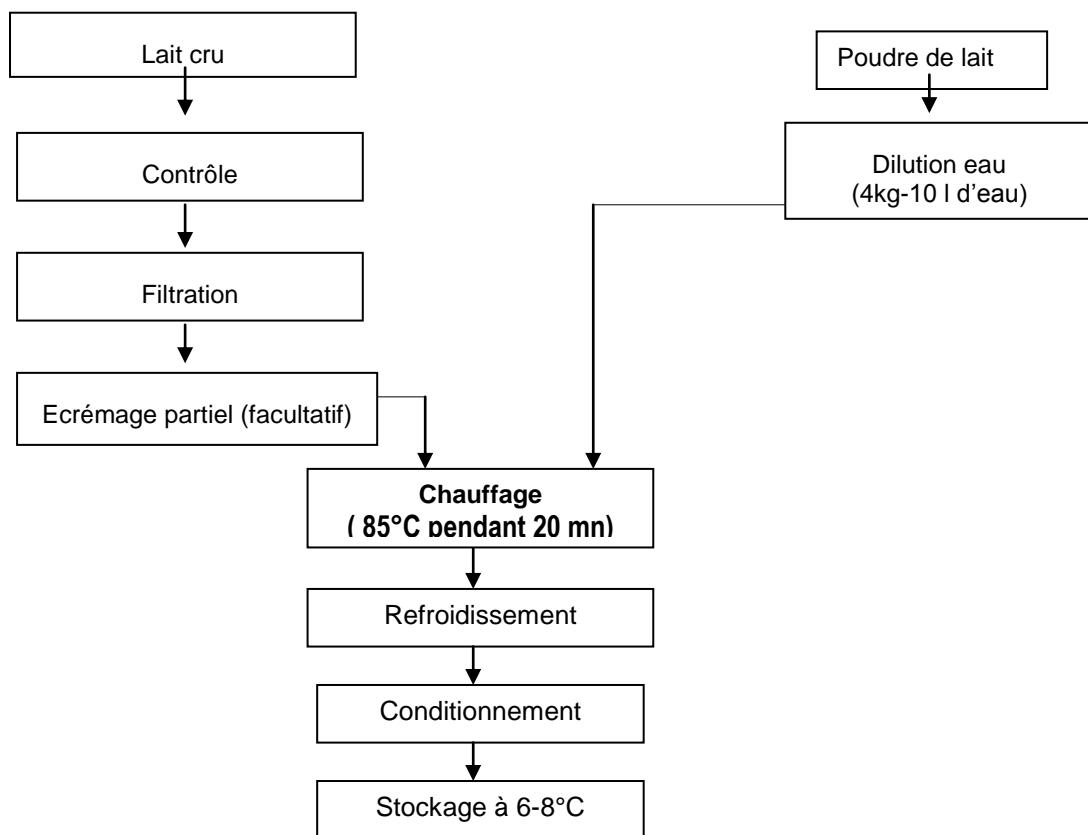 Lait cru
Poudre de lait
Contrôle
Dilution eau
(4kg-10 l d'eau)
Filtration
Ecrémage partiel (facultatif)
Chauffage
( 85°C pendant 20 mn)
Refroidissement
Conditionnement
Stockage à 6-8°C